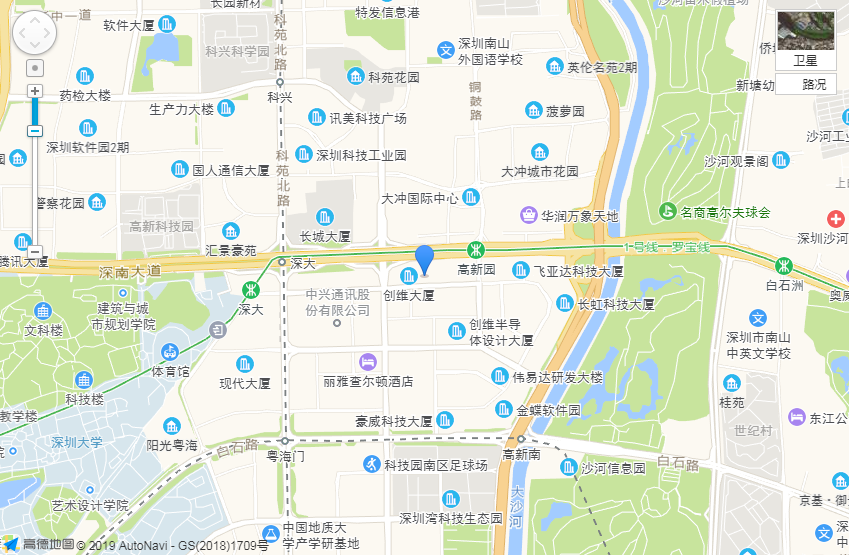 长园新材
特发信息港
沙河
中一道
软件大厦
科苑北路
科兴科学园
深圳南山
外国语学校
卫星
路况
药检大楼
科苑花园
英伦名苑2期
科兴
铜鼓路
生产力大楼
讯美科技广场
菠萝园
深圳软件园2期
深圳科技工业园
科苑北路
国人通信大厦
大冲城市花园
沙河观景阁
沙河工业
警察花园
大冲国际中心
华润万象天地
名商高尔夫球会
高新科技园
长城大厦
汇景豪苑
深圳沙河
腾讯大厦
1号线—罗宝线
深南大道
深大
高新园
飞亚达科技大厦
白石洲
创维大厦
中兴通讯股
份有限公司
深大
建筑与城
市规划学院
文科楼
长虹科技大厦
创维半导
体设计大厦
深圳市南山
中英文学校
体育馆
现代大厦
丽雅查尔顿酒店
伟易达研发大楼
科技楼
桂苑
金蝶软件园
教学楼
豪威科技大厦
东江公
世纪村
深圳大学
阳光粤海
白石路
粤海门
高新南
白石路
科技园南区足球场
沙河信息园
艺术设计学院
深圳湾科技生态园
大沙河
中国地质大
学产学研基地
高德地图
© 2019 AutoNavi - GS(2018)1709号